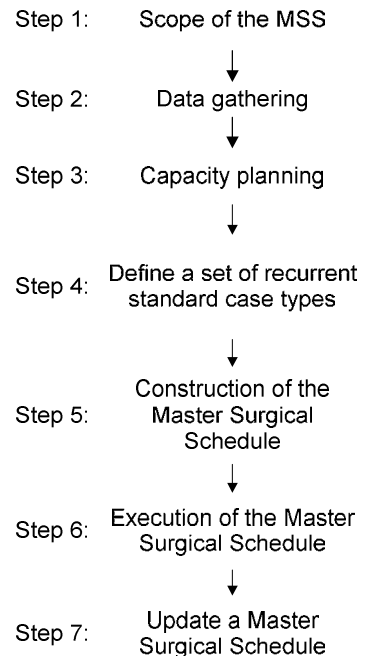 Step 1: Scope of the MSS
Step 2: Data gathering
Step 3: Capacity planning
Step 4: Define a set of recurrent
standard case types
Step 5: Construction of the
Master Surgical
Schedule
Step 6: Execution of the Master
Surgical Schedule
Step 7: Update a Master
Surgical Schedule